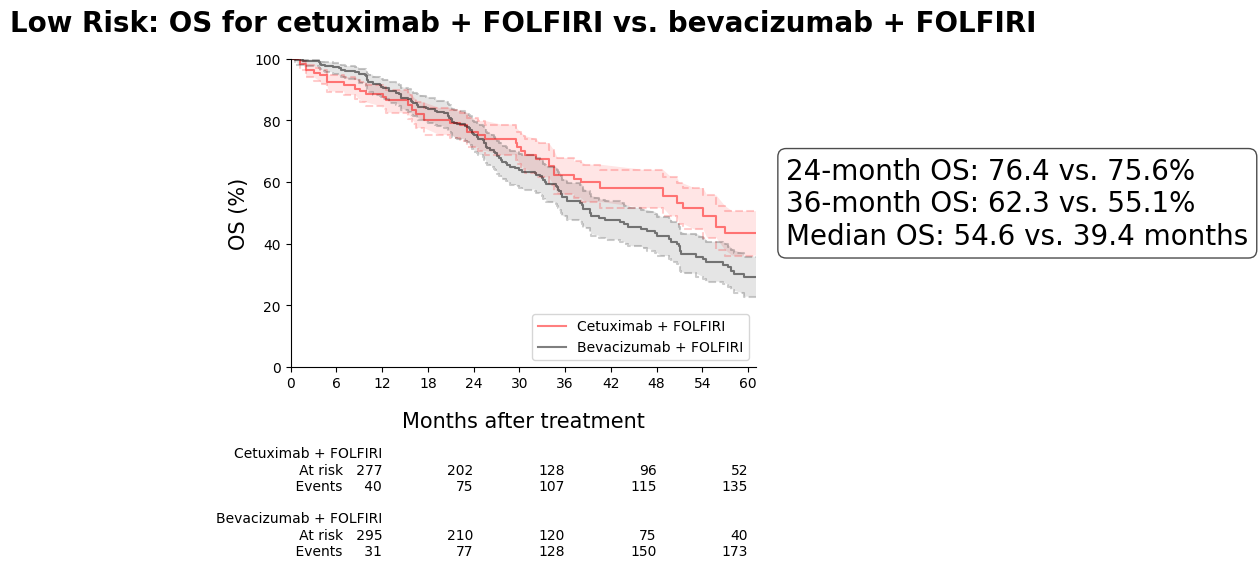 Low Risk: OS for cetuximab + FOLFIRI vs. bevacizumab + FOLFIRI
100
80
60
40
20
0
OS (%)
Cetuximab + FOLFIRI
Bevacizumab + FOLFIRI
0 6 12 18 24 30 36 42 48 54 60
Months after treatment
24-month OS: 76.4 vs. 75.6%
36-month OS: 62.3 vs. 55.1%
Median OS: 54.6 vs. 39.4 months
Cetuximab + FOLFIRI
At risk 277 202 128 96 52
Events 40 75 107 115 135
Bevacizumab + FOLFIRI
At risk 295 210 120 75 40
Events 31 77 128 150 173